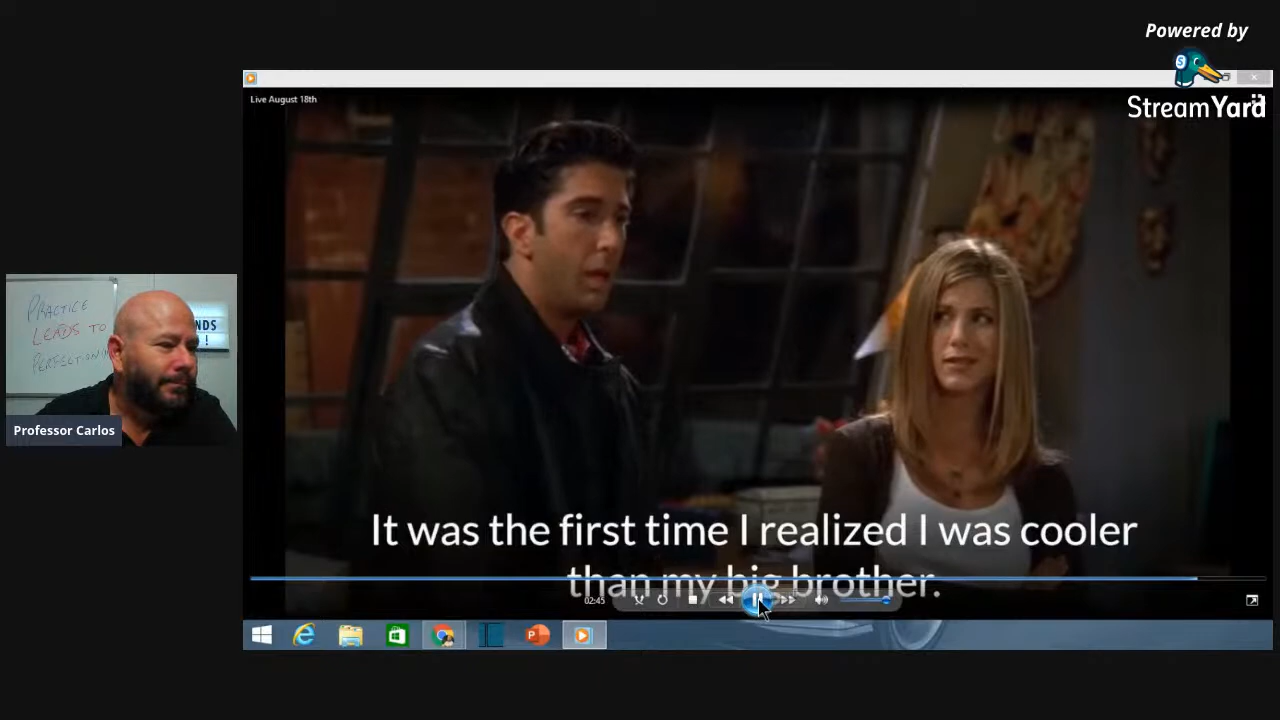 Powered by
StreamYard
Live August 18th
PRACTICE
LEADS TO
NDS
!
Professor Carlos
It was the first time I realized I was cooler
than my big brother.
02:45